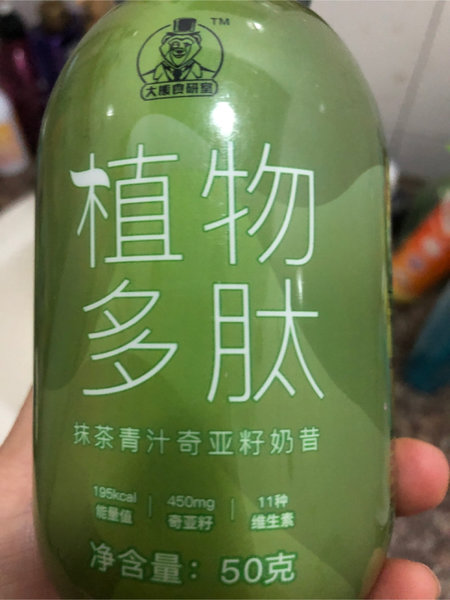 TM
大熊食研室
植物
多肽
抹茶青汁奇亚籽奶昔
195kcal | 450mg | 11种
能量值 | 奇亚籽 | 维生素
净含量：50克